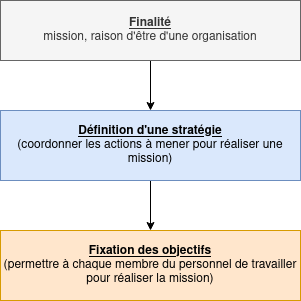 Finalité
mission, raison d'être d'une organisation
Définition d'une stratégie
(coordonner les actions à mener pour réaliser une
mission)
Fixation des objectifs
(permettre à chaque membre du personnel de travailler
pour réaliser la mission)